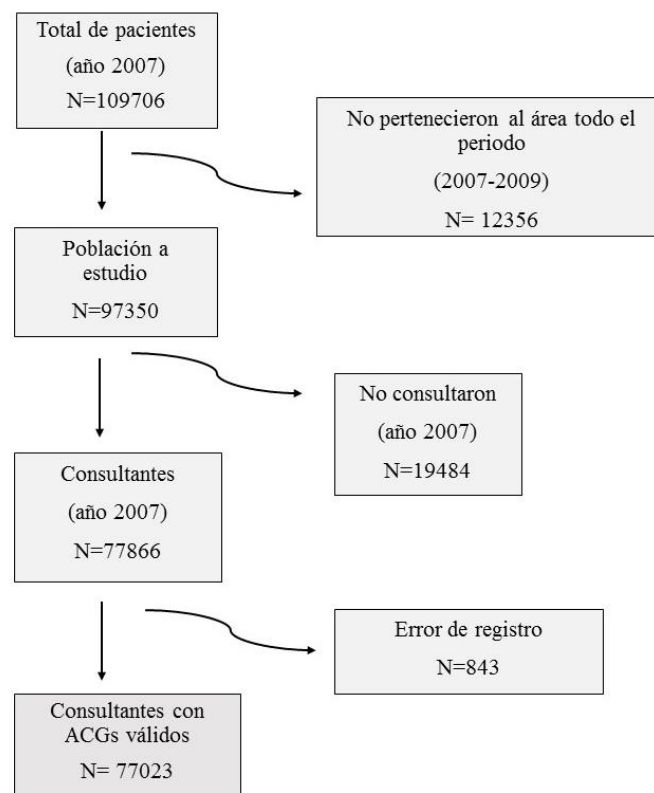 Total de pacientes
(año 2007)
N=109706
No pertenecieron al área todo el
periodo
(2007-2009)
N= 12356
Población a
estudio
N=97350
No consultaron
(año 2007)
N=19484
Consultantes
(año 2007)
N=77866
Error de registro
N=843
Consultantes con
ACGs válidos
N= 77023